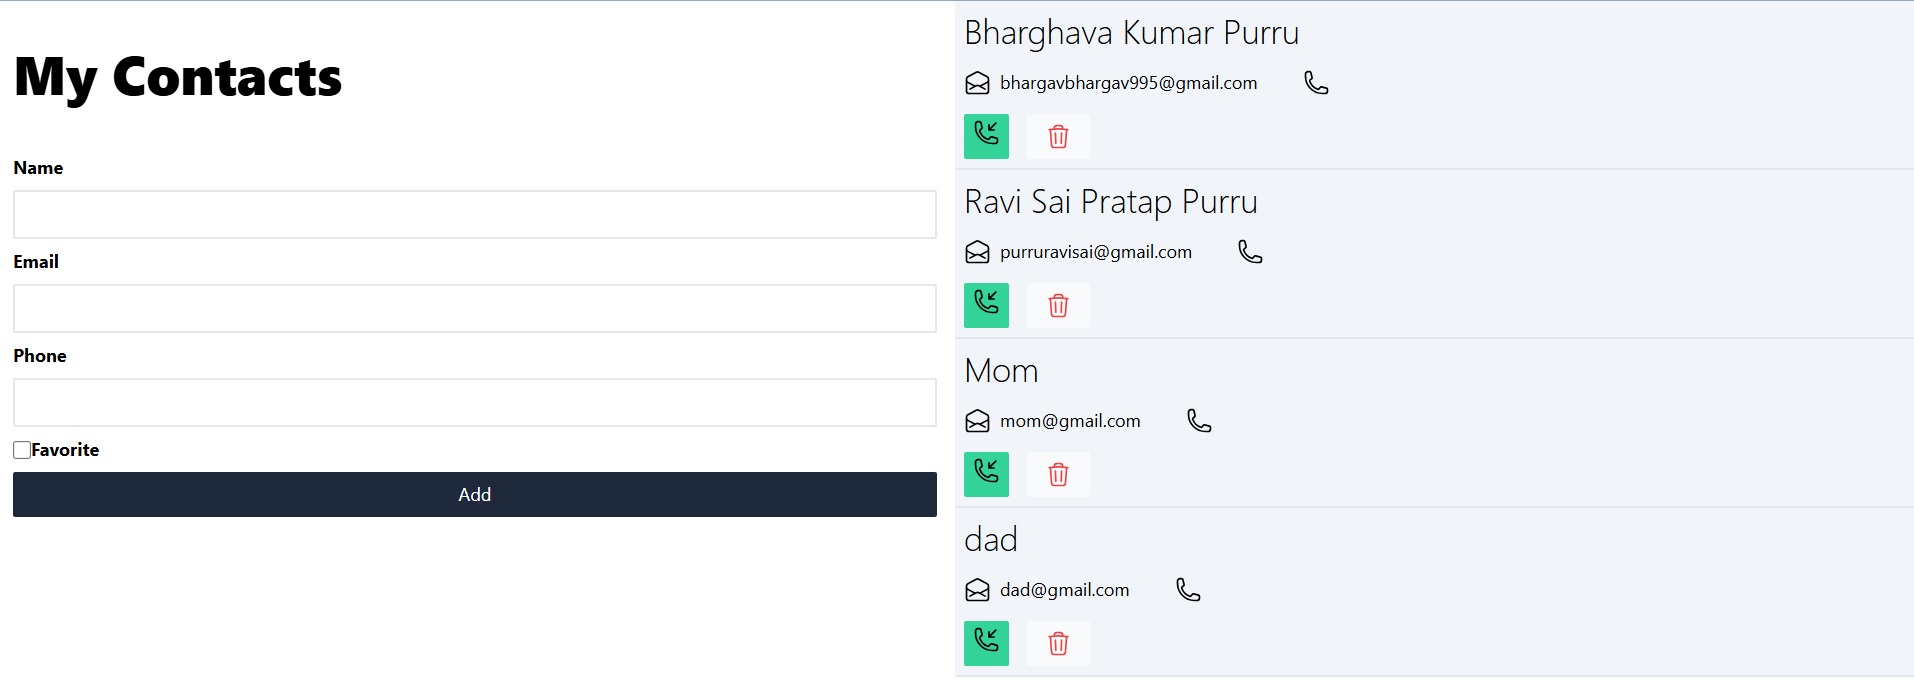 My Contacts
Name
Email
Phone
Favorite
Add
Bharghava Kumar Purru
bhargavbhargav995@gmail.com
Ravi Sai Pratap Purru
purruravisai@gmail.com
Mom
mom@gmail.com
dad
dad@gmail.com